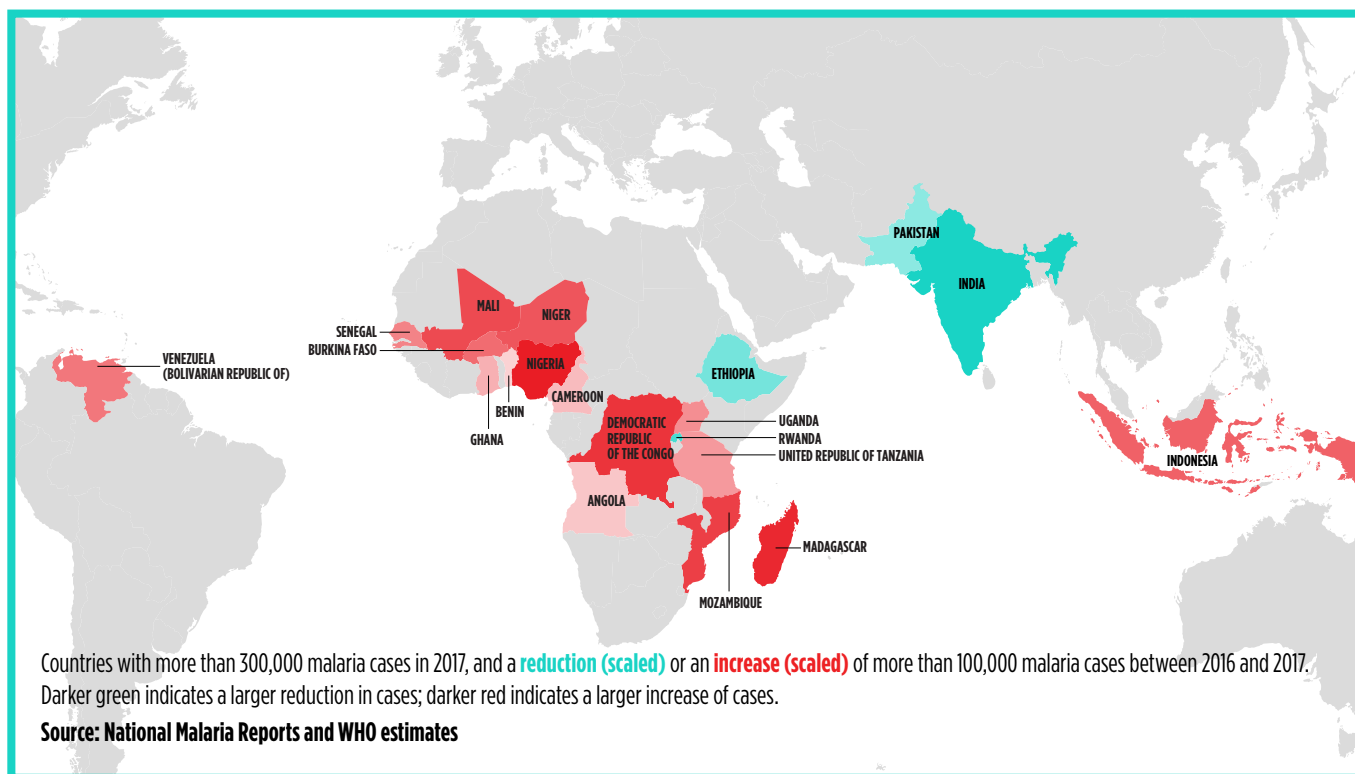 PAKISTAN
INDIA
MALI
NIGER
SENEGAL
BURKINA FASO
VENEZUELA
(BOLIVARIAN REPUBLIC OF)
NIGERIA
ETHIOPIA
CAMEROON
BENIN
GHANA
DEMOCRATIC
REPUBLIC
OF THE CONGO
UGANDA
RWANDA
UNITED REPUBLIC OF TANZANIA
INDONESIA
ANGOLA
MADAGASCAR
MOZAMBIQUE
Countries with more than 300,000 malaria cases in 2017, and a reduction (scaled) or an increase (scaled) of more than 100,000 malaria cases between 2016 and 2017.
Darker green indicates a larger reduction in cases; darker red indicates a larger increase of cases.
Source: National Malaria Reports and WHO estimates